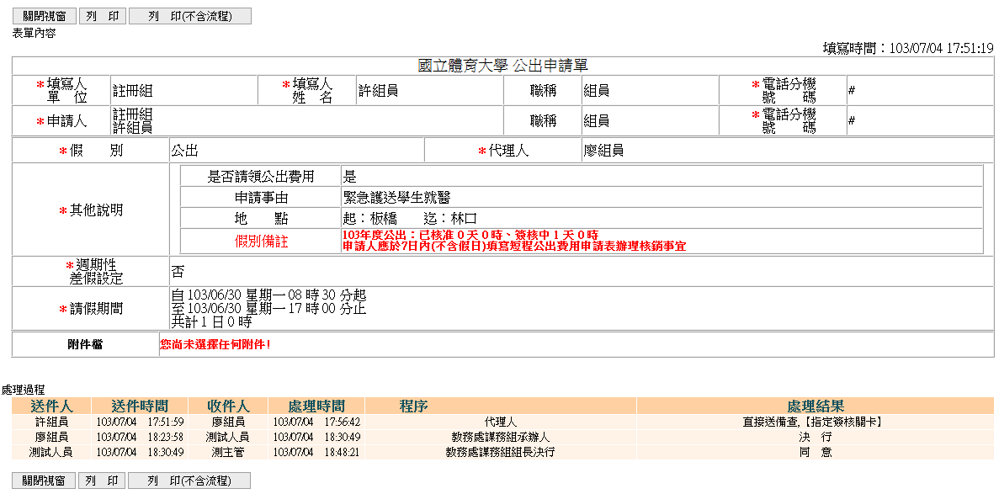 關閉視窗 列　印 列　印(不含流程)
表單內容
填寫時間：103/07/04 17:51:19
國立體育大學 公出申請單
*填寫人 單　位 註冊組 *填寫人 姓　名 許組員 職稱 組員 *電話分機 號　　碼 #
*申請人 註冊組 許組員 職稱 組員 *電話分機 號　　碼 #
*假　　別 公出 *代理人 廖組員
*其他說明
是否請領公出費用 是
申請事由 緊急護送學生就醫
地　　點 起：板橋　　迄：林口
假別備註 103年度公出：已核准 0 天 0 時、簽核中 1 天 0 時
申請人應於7日內(不含假日)填寫短程公出費用申請表辦理核銷事宜
*週期性 差假設定 否
*請假期間
自 103/06/30 星期一 08 時 30 分起
至 103/06/30 星期一 17 時 00 分止
共計 1 日 0 時
附件檔 您尚未選擇任何附件!
處理過程
送件人 送件時間 收件人 處理時間 程序 處理結果
許組員 103/07/04 17:51:59 廖組員 103/07/04 17:56:42 代理人 直接送備查,【指定簽核關卡】
廖組員 103/07/04 18:23:58 測試人員 103/07/04 18:30:49 教務處課務組承辦人 決　行
測試人員 103/07/04 18:30:49 測主管 103/07/04 18:48:21 教務處課務組組長決行 同　意
關閉視窗 列　印 列　印(不含流程)